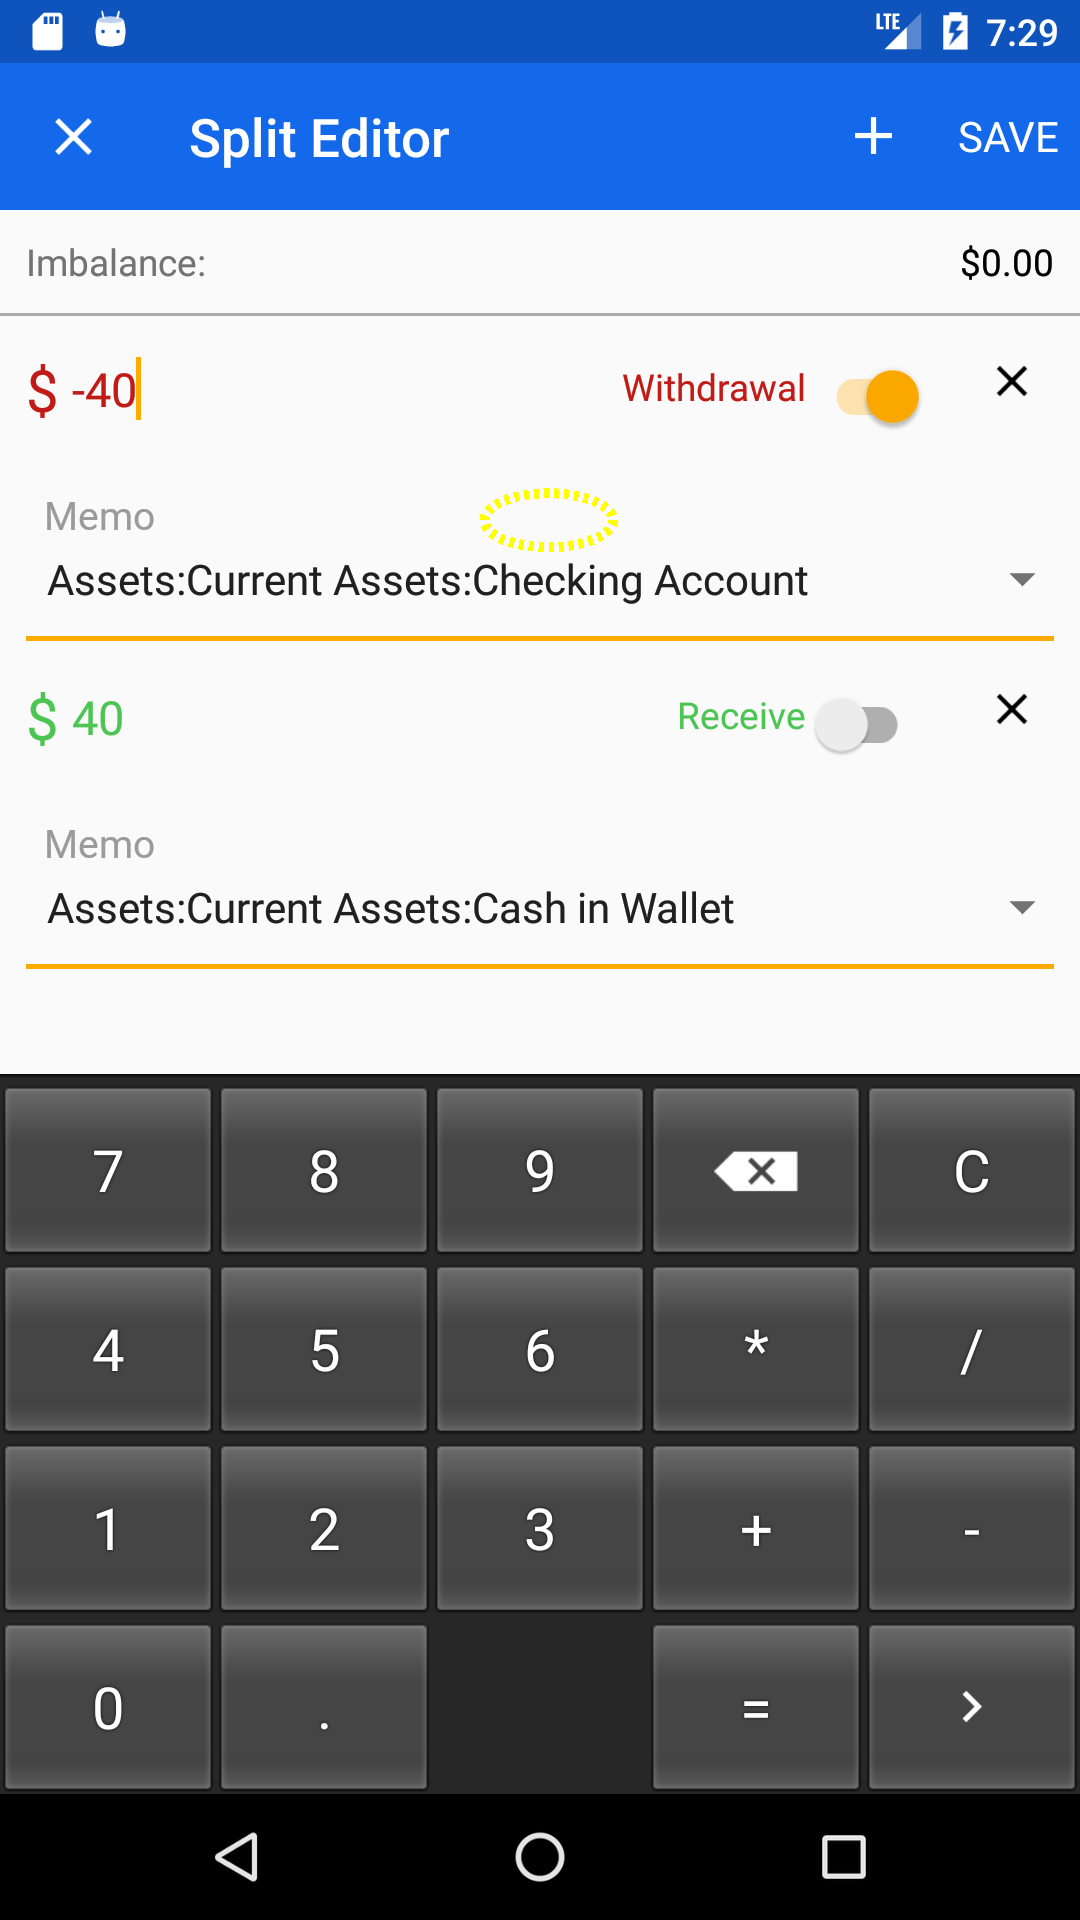 LTE 7:29
Split Editor + SAVE
Imbalance: $0.00
$ -40 Withdrawal
Memo
Assets:Current Assets:Checking Account
$ 40 Receive
Memo
Assets:Current Assets:Cash in Wallet
7 8 9 C
4 5 6 * /
1 2 3 + -
0 . = >